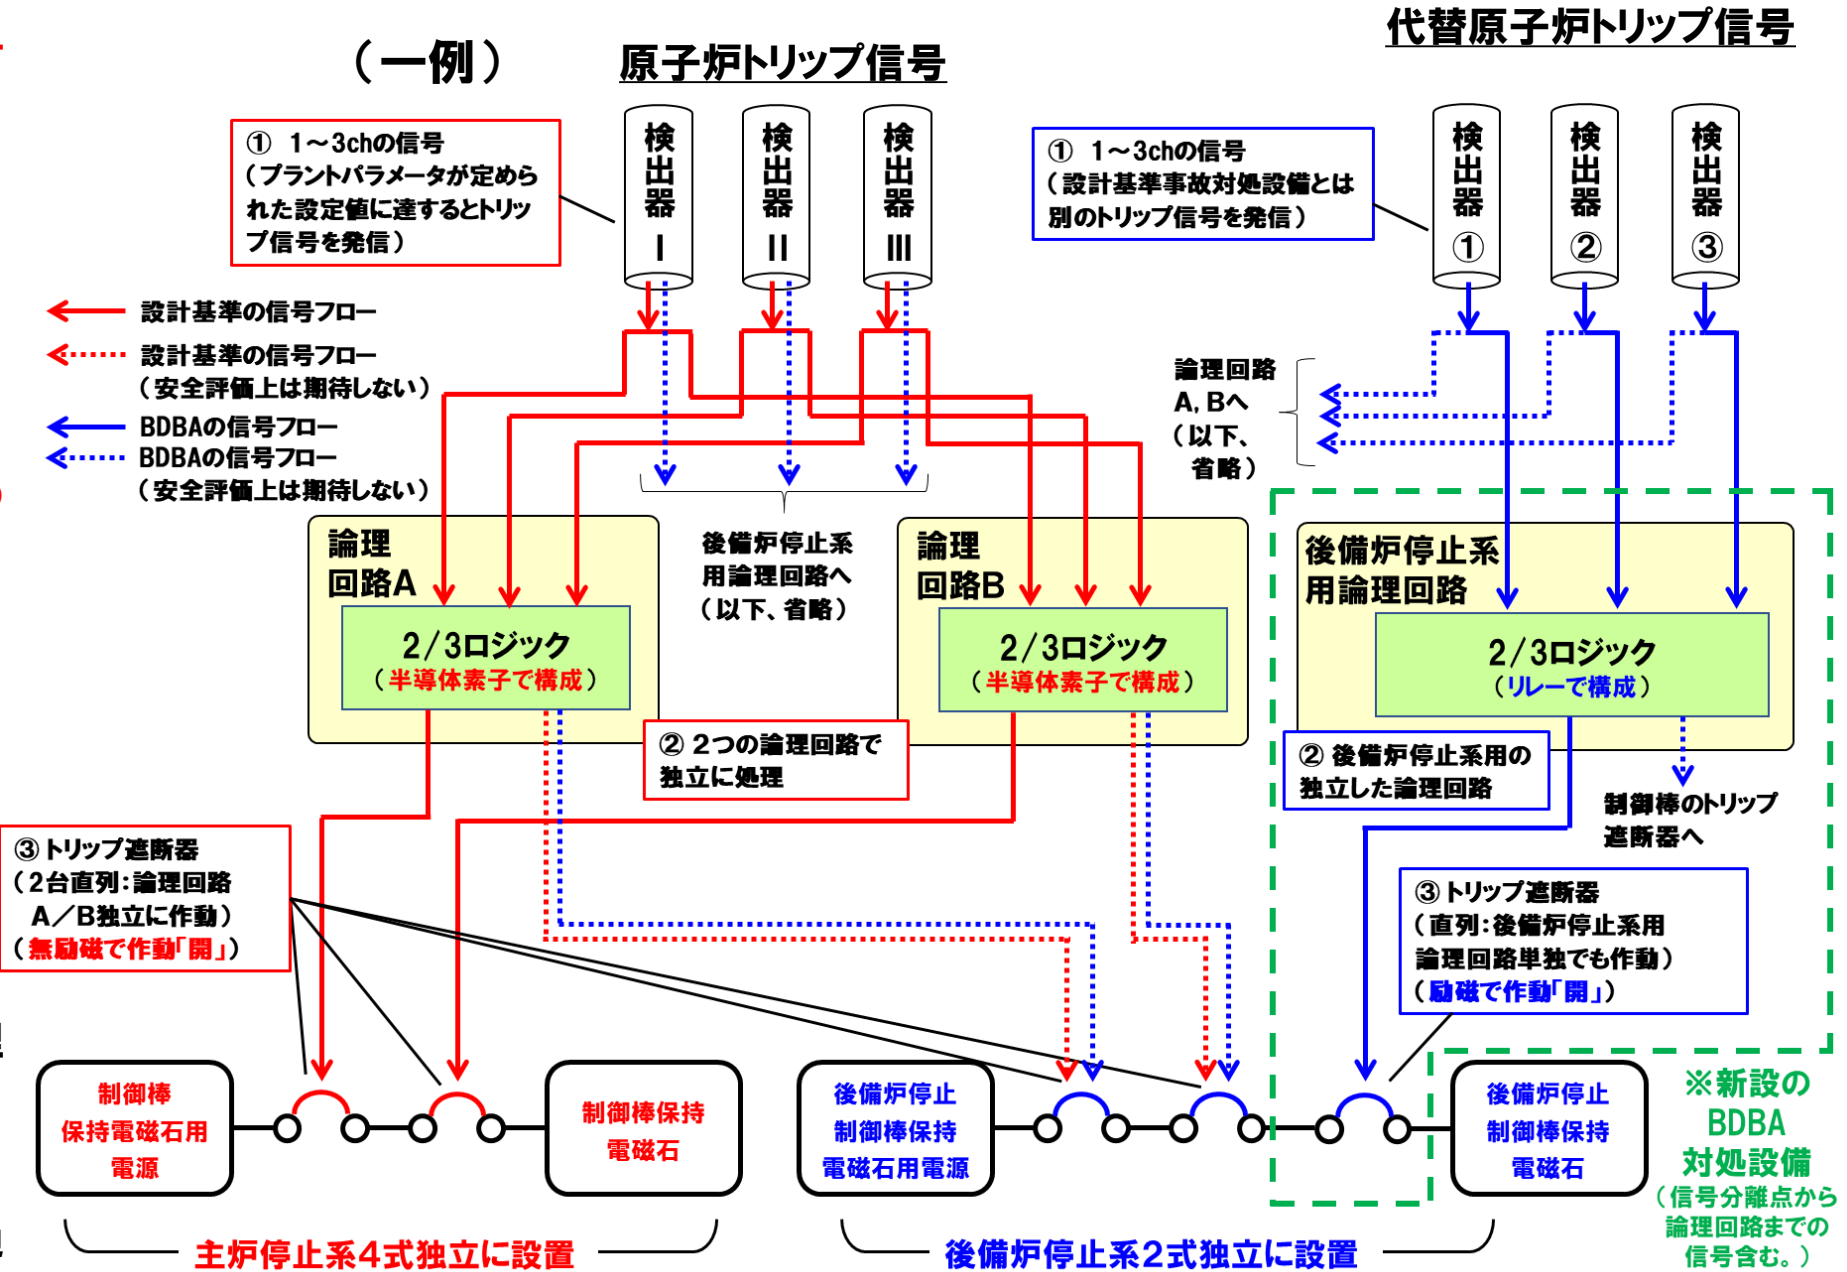 （一例）
原子炉トリップ信号
代替原子炉トリップ信号
① 1～3chの信号
（プラントパラメータが定めら
れた設定値に達するとトリッ
プ信号を発信）
検出器Ⅰ
検出器Ⅱ
検出器Ⅲ
① 1～3chの信号
（設計基準事故対処設備とは
別のトリップ信号を発信）
検出器①
検出器②
検出器③
設計基準の信号フロー
設計基準の信号フロー
（安全評価上は期待しない）
BDBAの信号フロー
BDBAの信号フロー
（安全評価上は期待しない）
論理回路
A, Bへ
（以下、
省略）
論理
回路A
2/3ロジック
（半導体素子で構成）
後備炉停止系
用論理回路へ
（以下、省略）
論理
回路B
2/3ロジック
（半導体素子で構成）
後備炉停止系
用論理回路
2/3ロジック
（リレーで構成）
② 2つの論理回路で
独立に処理
② 後備炉停止系用の
独立した論理回路
制御棒のトリップ
遮断器へ
③ トリップ遮断器
（2台直列：論理回路
A／B独立に作動）
（無励磁で作動「開」）
③ トリップ遮断器
（直列：後備炉停止系用
論理回路単独でも作動）
（励磁で作動「開」）
制御棒
保持電磁石用
電源
制御棒保持
電磁石
後備炉停止
制御棒保持
電磁石用電源
後備炉停止
制御棒保持
電磁石
※新設の
BDBA
対処設備
（信号分離点から
論理回路までの
信号含む。）
主炉停止系4式独立に設置
後備炉停止系2式独立に設置